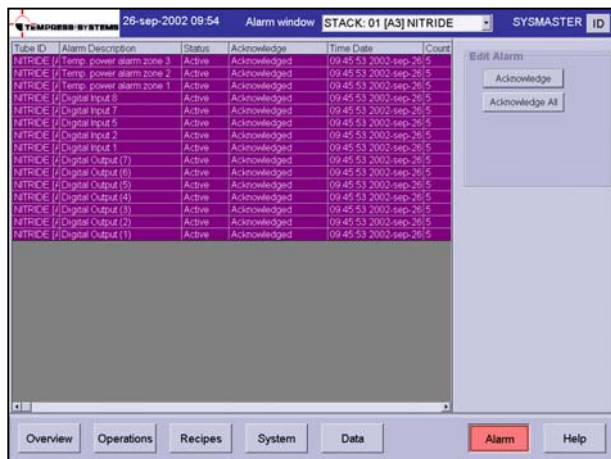 TEMPRESS SYSTEMS 26-sep-2002 09:54 Alarm window STACK: 01 [A3] NITRIDE SYSMASTER ID
Tube ID Alarm Description Status Acknowledge Time Date Count
NITRIDE [A Temp. power alarm zone 3 Active Acknowledged 09:45:53 2002-sep-26 5
NITRIDE [A Temp. power alarm zone 2 Active Acknowledged 09:45:53 2002-sep-26 5
NITRIDE [A Temp. power alarm zone 1 Active Acknowledged 09:45:53 2002-sep-26 5
NITRIDE [A Digital Input 8 Active Acknowledged 09:45:53 2002-sep-26 5
NITRIDE [A Digital Input 7 Active Acknowledged 09:45:53 2002-sep-26 5
NITRIDE [A Digital Input 5 Active Acknowledged 09:45:53 2002-sep-26 5
NITRIDE [A Digital Input 2 Active Acknowledged 09:45:53 2002-sep-26 5
NITRIDE [A Digital Input 1 Active Acknowledged 09:45:53 2002-sep-26 5
NITRIDE [A Digital Output (7) Active Acknowledged 09:45:53 2002-sep-26 5
NITRIDE [A Digital Output (6) Active Acknowledged 09:45:53 2002-sep-26 5
NITRIDE [A Digital Output (5) Active Acknowledged 09:45:53 2002-sep-26 5
NITRIDE [A Digital Output (4) Active Acknowledged 09:45:53 2002-sep-26 5
NITRIDE [A Digital Output (3) Active Acknowledged 09:45:53 2002-sep-26 5
NITRIDE [A Digital Output (2) Active Acknowledged 09:45:53 2002-sep-26 5
NITRIDE [A Digital Output (1) Active Acknowledged 09:45:53 2002-sep-26 5
Edit Alarm
Acknowledge
Acknowledge All
Overview Operations Recipes System Data Alarm Help